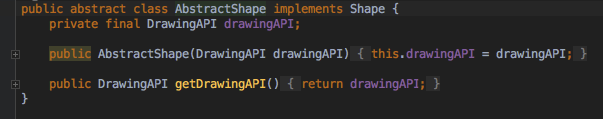 public abstract class AbstractShape implements Shape {
private final DrawingAPI drawingAPI;
public AbstractShape(DrawingAPI drawingAPI) { this.drawingAPI = drawingAPI; }
public DrawingAPI getDrawingAPI() { return drawingAPI; }
}